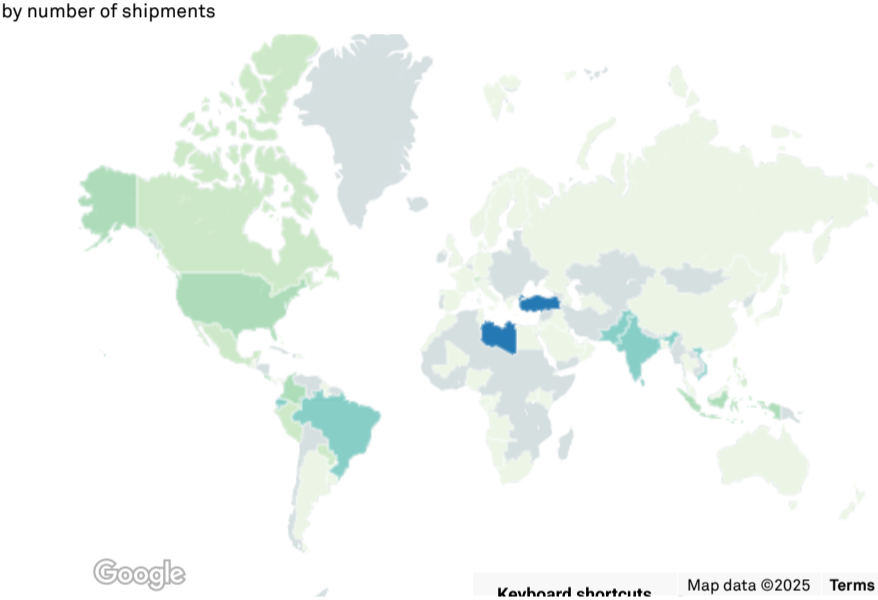 by number of shipments
Google
Keyboard shortcuts
Map data ©2025
Terms